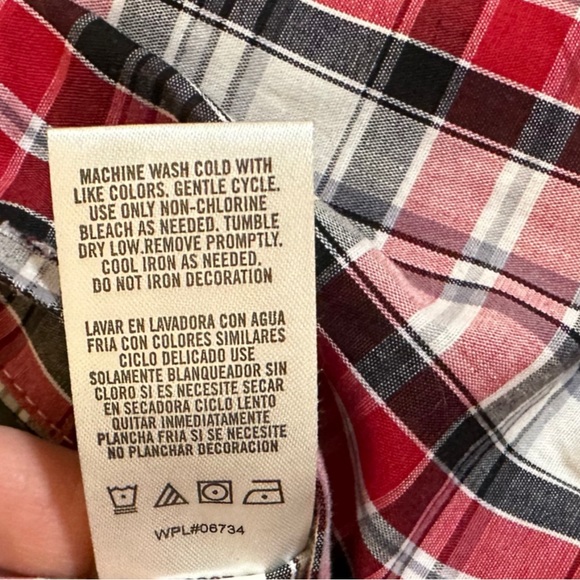 MACHINE WASH COLD WITH
LIKE COLORS. GENTLE CYCLE.
USE ONLY NON-CHLORINE
BLEACH AS NEEDED. TUMBLE
DRY LOW.REMOVE PROMPTLY.
COOL IRON AS NEEDED.
DO NOT IRON DECORATION
LAVAR EN LAVADORA CON AGUA
FRIA CON COLORES SIMILARES
CICLO DELICADO USE
SOLAMENTE BLANQUEADOR SIN
CLORO SI ES NECESITE SECAR
EN SECADORA CICLO LENTO
QUITAR INMEDIATAMENTE
PLANCHA FRIA SI SE NECESITE
NO PLANCHAR DECORACION
WPL#06734